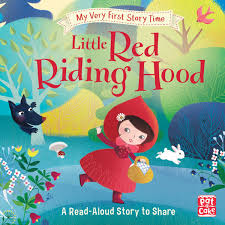 My Very First Story Time
Little Red
Riding Hood
A Read-Aloud Story to Share
pat
a
cake